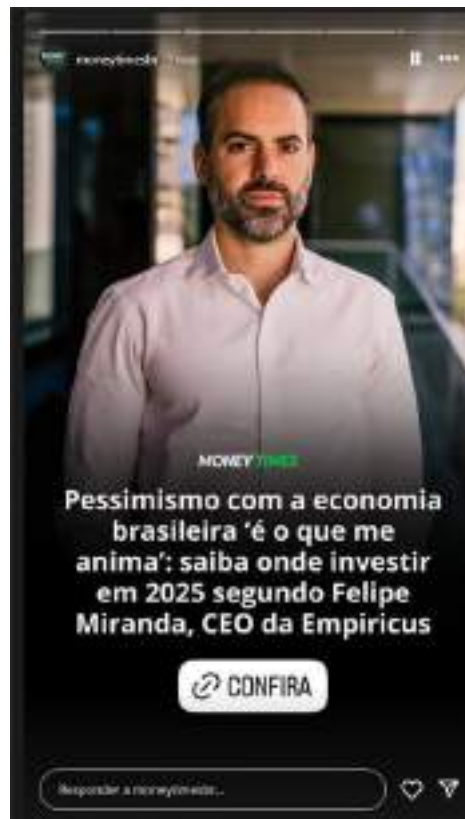 MONEY TIMES
Pessimismo com a economia
brasileira ‘é o que me
anima’: saiba onde investir
em 2025 segundo Felipe
Miranda, CEO da Empiricus
CONFIRA
Responder a